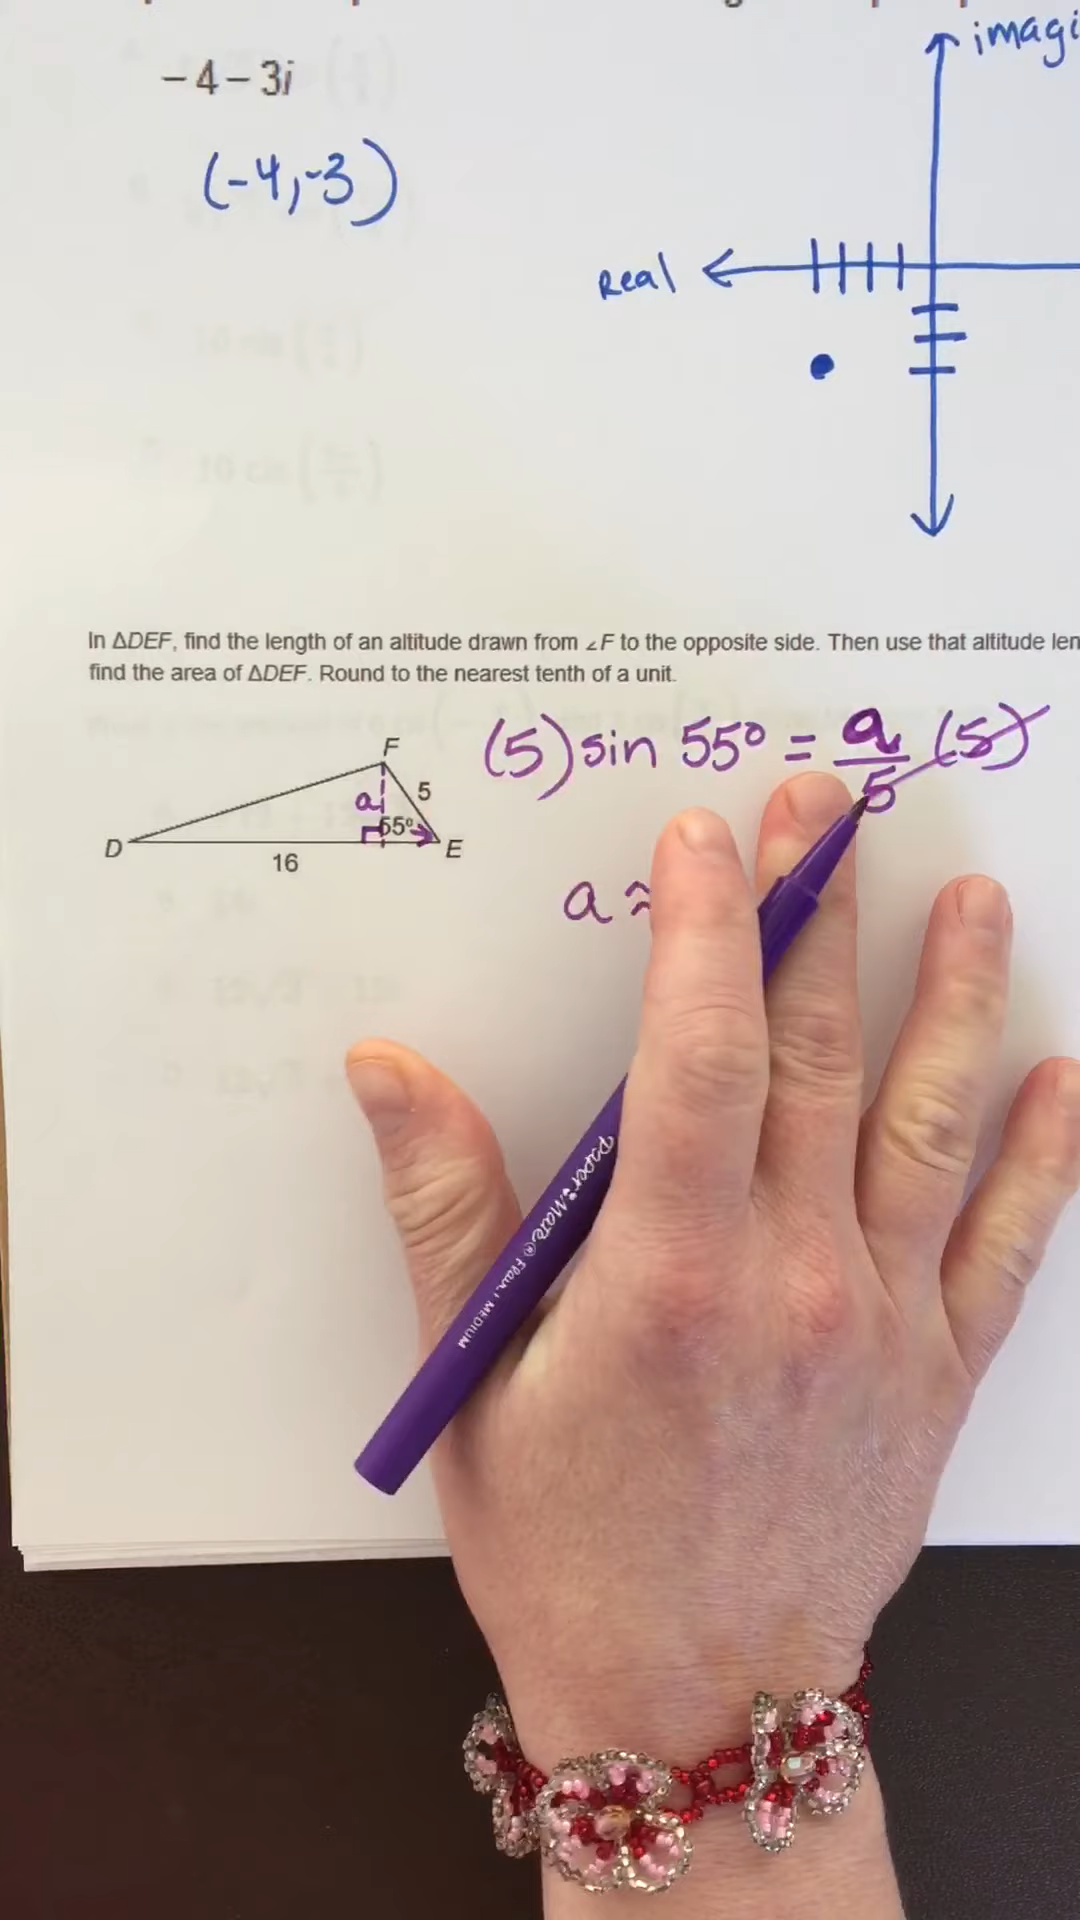 imagi
-4-3i
(-4,-3)
Real
In ΔDEF, find the length of an altitude drawn from ∠F to the opposite side. Then use that altitude len
find the area of ΔDEF. Round to the nearest tenth of a unit.
(5) sin 55° = a/5 (5)
F
a
5
55°
D
E
16
a ≈
Paper:Mate® Flair, MEDIUM